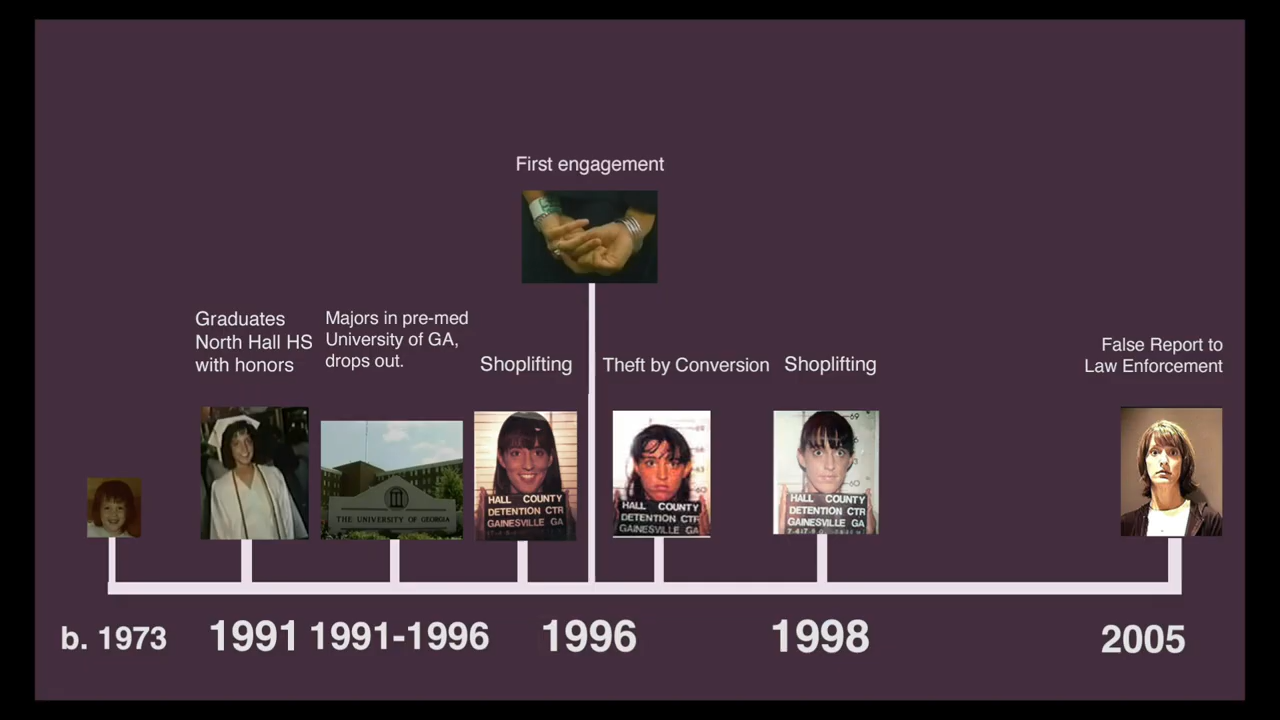 First engagement
Graduates
North Hall HS
with honors
Majors in pre-med
University of GA,
drops out.
Shoplifting
Theft by Conversion
Shoplifting
False Report to
Law Enforcement
THE UNIVERSITY OF GEORGIA
HALL COUNTY
DETENTION CTR
GAINESVILLE GA
HALL COUNTY
DETENTION CTR
GAINESVILLE GA
HALL COUNTY
DETENTION CTR
GAINESVILLE GA
69
60
b. 1973
1991
1991-1996
1996
1998
2005